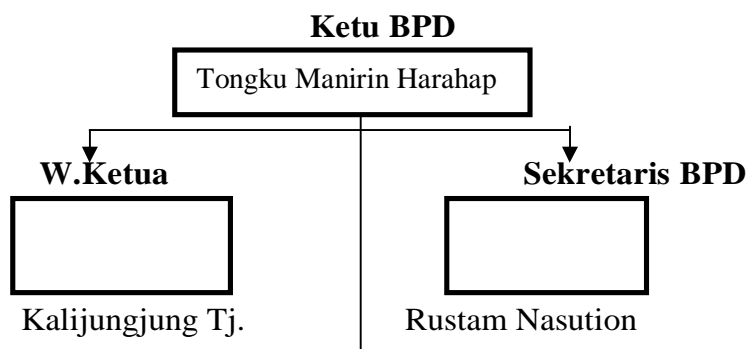 Ketu BPD
Tongku Manirin Harahap
W.Ketua
Sekretaris BPD
Kalijungjung Tj.
Rustam Nasution